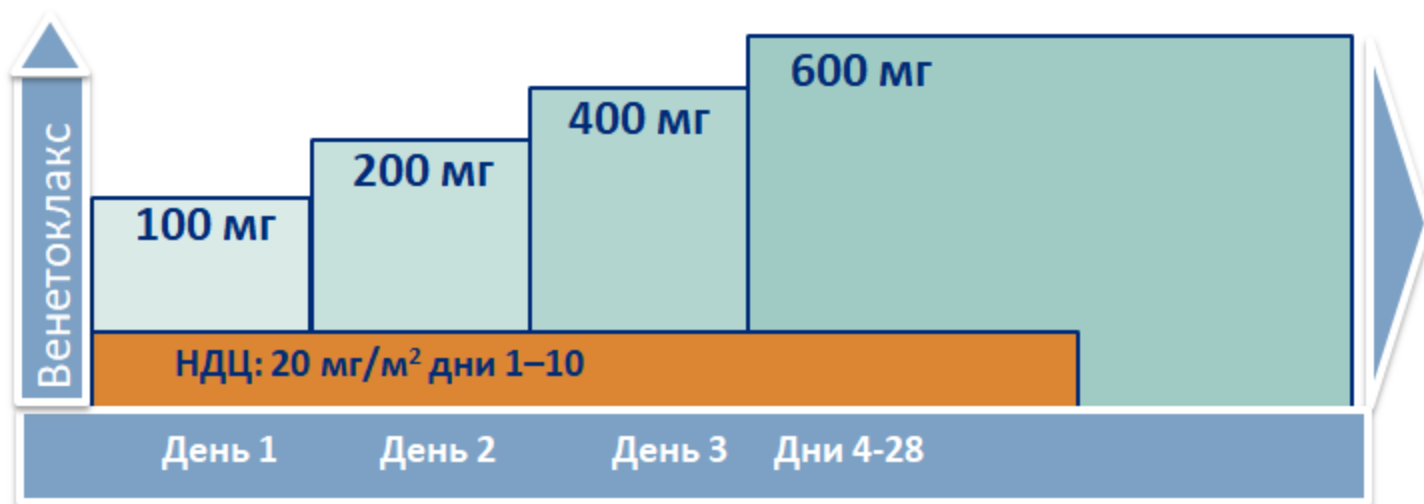 Венетоклакс
100 мг
200 мг
400 мг
600 мг
НДЦ: 20 мг/м² дни 1–10
День 1
День 2
День 3
Дни 4-28